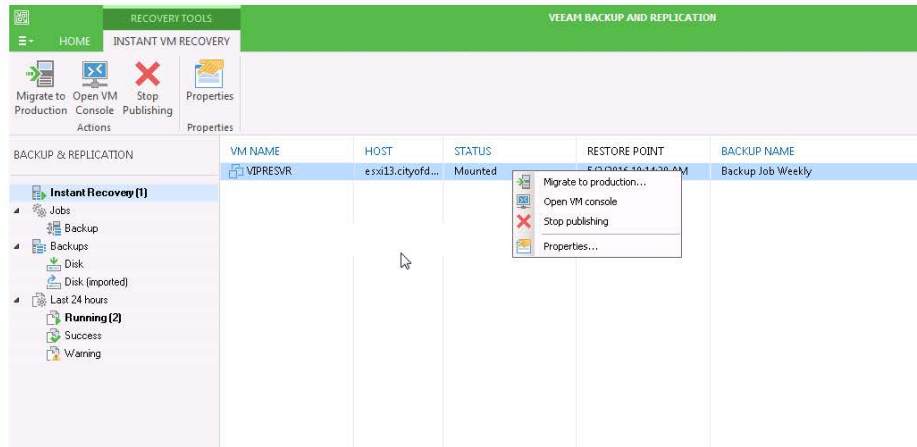 RECOVERY TOOLS
VEEAM BACKUP AND REPLICATION
HOME INSTANT VM RECOVERY
Migrate to Production
Open VM Console
Stop Publishing
Properties
Actions Properties
BACKUP & REPLICATION
Instant Recovery (1)
Jobs
Backup
Backups
Disk
Disk (imported)
Last 24 hours
Running (2)
Success
Warning
VM NAME HOST STATUS RESTORE POINT BACKUP NAME
VIPRESVR esxi13.cityofd... Mounted AM Backup Job Weekly
Migrate to production...
Open VM console
Stop publishing
Properties...